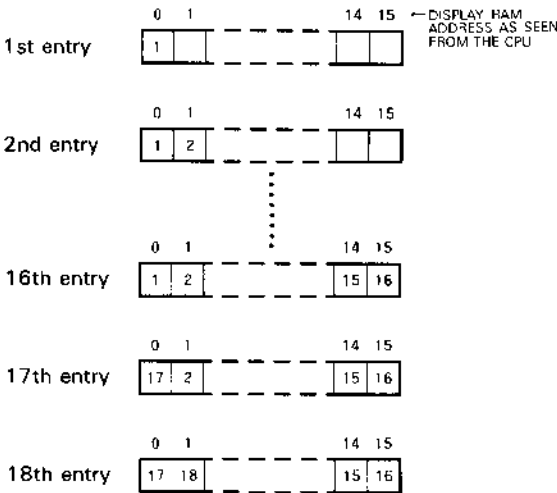 0 1 14 15 ←DISPLAY RAM
ADDRESS AS SEEN
FROM THE CPU
1st entry 1
0 1 14 15
2nd entry 1 2
0 1 14 15
16th entry 1 2 15 16
0 1 14 15
17th entry 17 2 15 16
0 1 14 15
18th entry 17 18 15 16